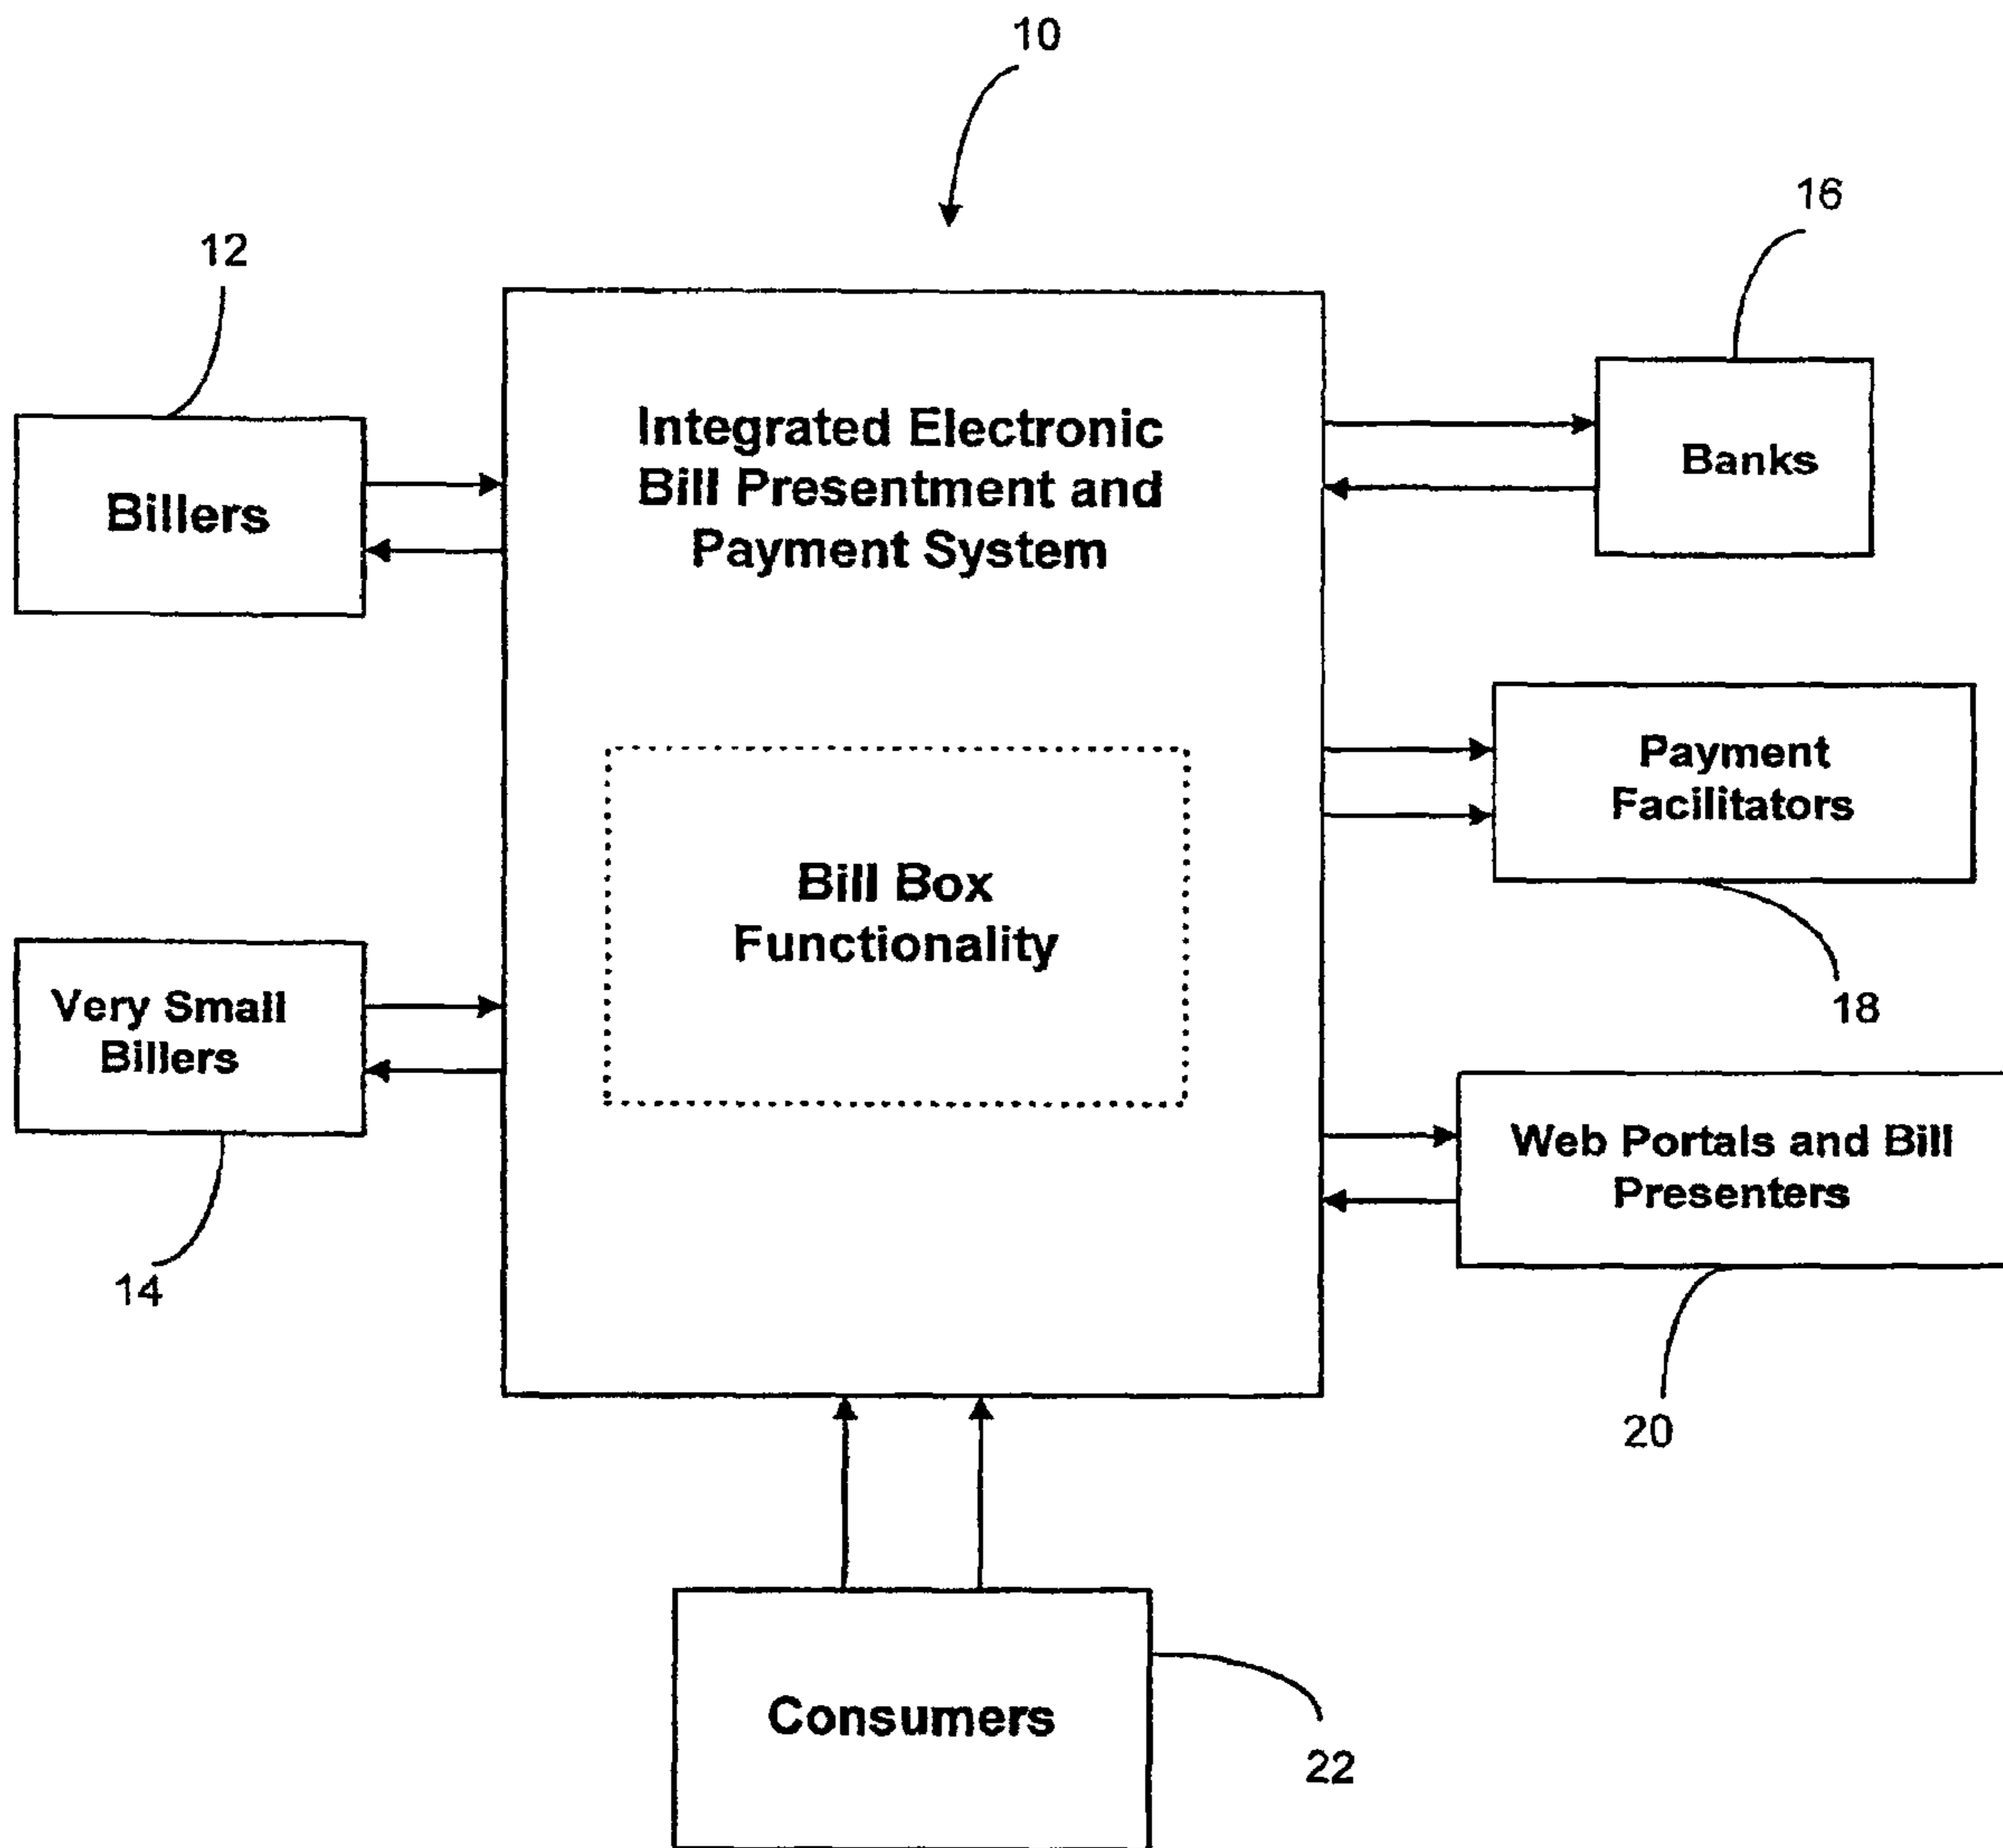 10
16
12
Integrated Electronic
Bill Presentment and
Payment System
Billers
Banks
Payment
Facilitators
Bill Box
Functionality
18
Very Small
Billers
14
Web Portals and Bill
Presenters
20
Consumers
22